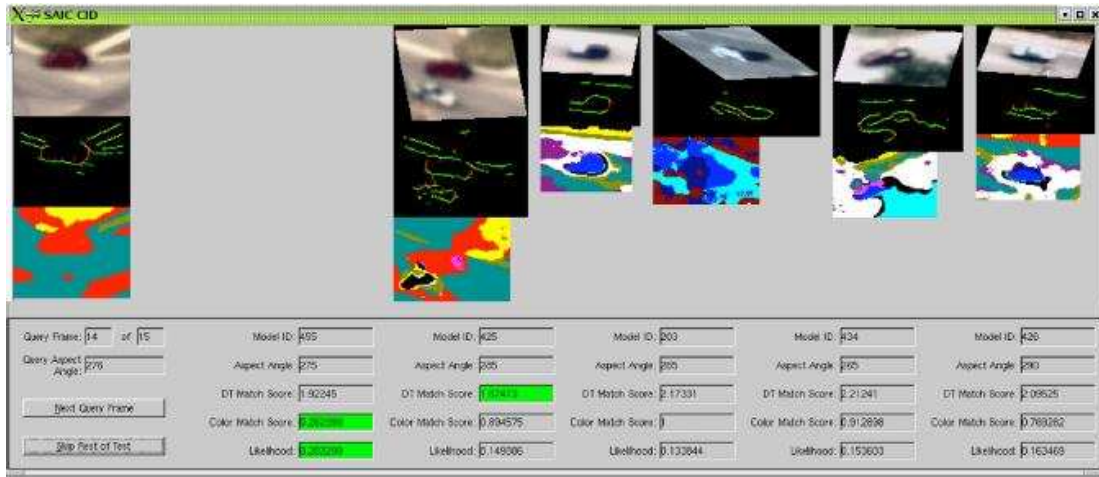 SAIC CID
Query Frame: 14 of 15
Query Aspect Angle: 276
Next Query Frame
Skip Rest of Test
Model ID: 455
Aspect Angle: 275
DT Match Score: 1.92245
Color Match Score:
Likelihood:
Model ID: 425
Aspect Angle: 285
DT Match Score:
Color Match Score: 0.894575
Likelihood: 0.149386
Model ID: 203
Aspect Angle: 265
DT Match Score: 2.17331
Color Match Score:
Likelihood: 0.133844
Model ID: 434
Aspect Angle: 265
DT Match Score: 2.21241
Color Match Score: 0.912898
Likelihood: 0.153603
Model ID: 426
Aspect Angle: 290
DT Match Score: 2.09525
Color Match Score: 0.769262
Likelihood: 0.163469